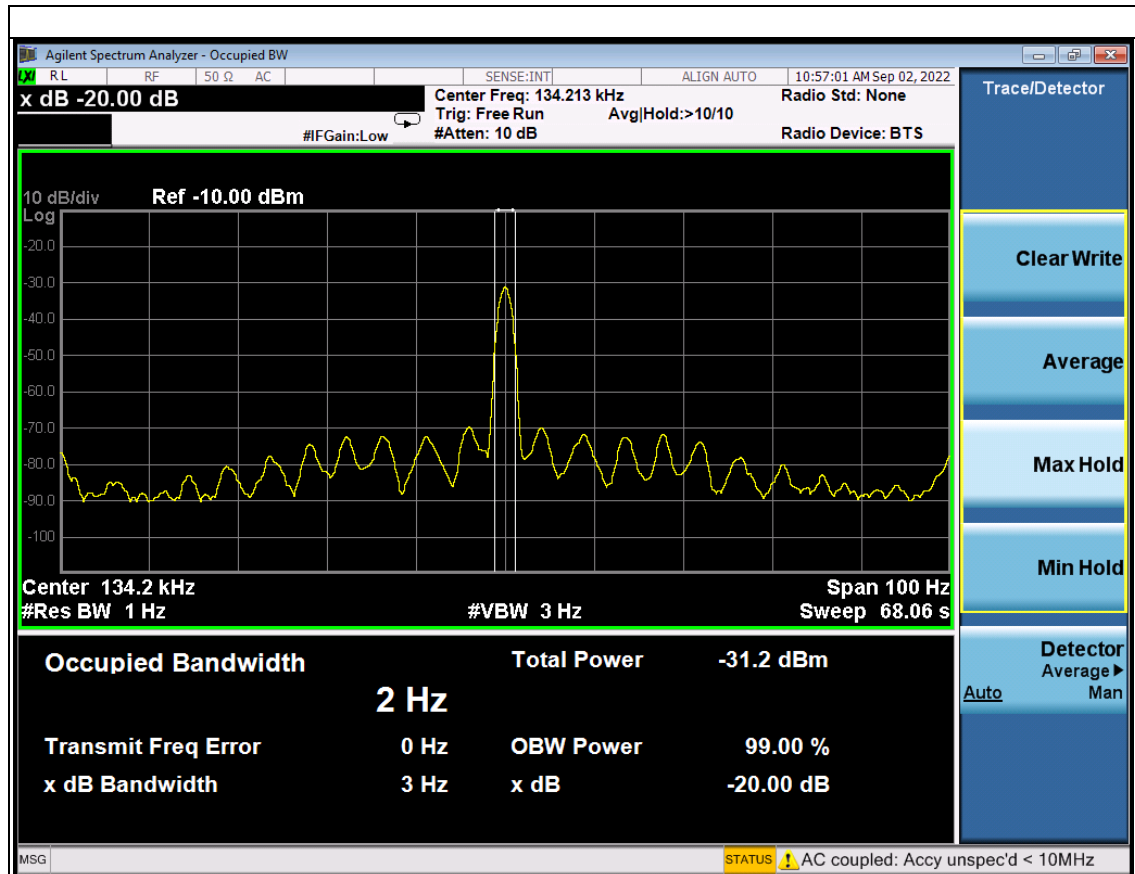 Agilent Spectrum Analyzer - Occupied BW
LXI RL RF 50 Ω AC SENSE:INT ALIGN AUTO 10:57:01 AM Sep 02, 2022
x dB -20.00 dB
Center Freq: 134.213 kHz Radio Std: None
Trig: Free Run Avg|Hold:>10/10
#IFGain:Low #Atten: 10 dB Radio Device: BTS
10 dB/div Ref -10.00 dBm
Log
-20.0
-30.0
-40.0
-50.0
-60.0
-70.0
-80.0
-90.0
-100
Center 134.2 kHz Span 100 Hz
#Res BW 1 Hz #VBW 3 Hz Sweep 68.06 s
Occupied Bandwidth Total Power -31.2 dBm
2 Hz
Transmit Freq Error 0 Hz OBW Power 99.00 %
x dB Bandwidth 3 Hz x dB -20.00 dB
MSG STATUS AC coupled: Accy unspec'd < 10MHz
Trace/Detector
Clear Write
Average
Max Hold
Min Hold
Detector
Average
Auto Man